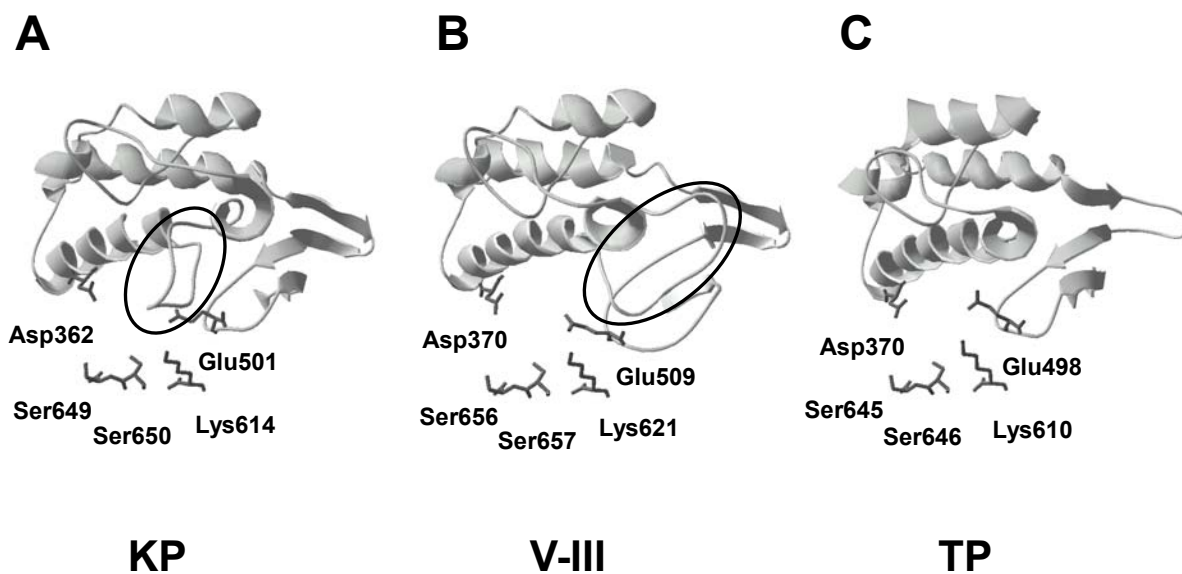 A
B
C
Asp362
Glu501
Ser649
Ser650
Lys614
Asp370
Glu509
Ser656
Ser657
Lys621
Asp370
Glu498
Ser645
Ser646
Lys610
KP
V-III
TP